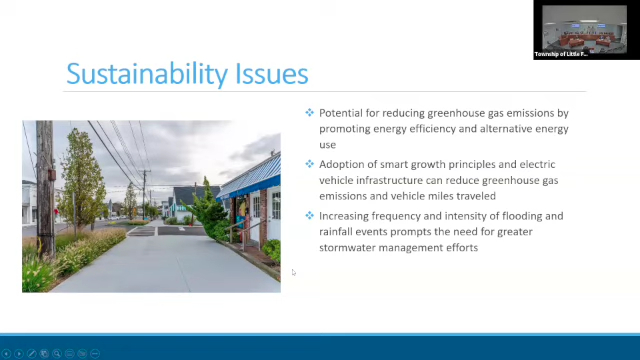 Sustainability Issues
Potential for reducing greenhouse gas emissions by
promoting energy efficiency and alternative energy
use
Adoption of smart growth principles and electric
vehicle infrastructure can reduce greenhouse gas
emissions and vehicle miles traveled
Increasing frequency and intensity of flooding and
rainfall events prompts the need for greater
stormwater management efforts
Township of Little F...